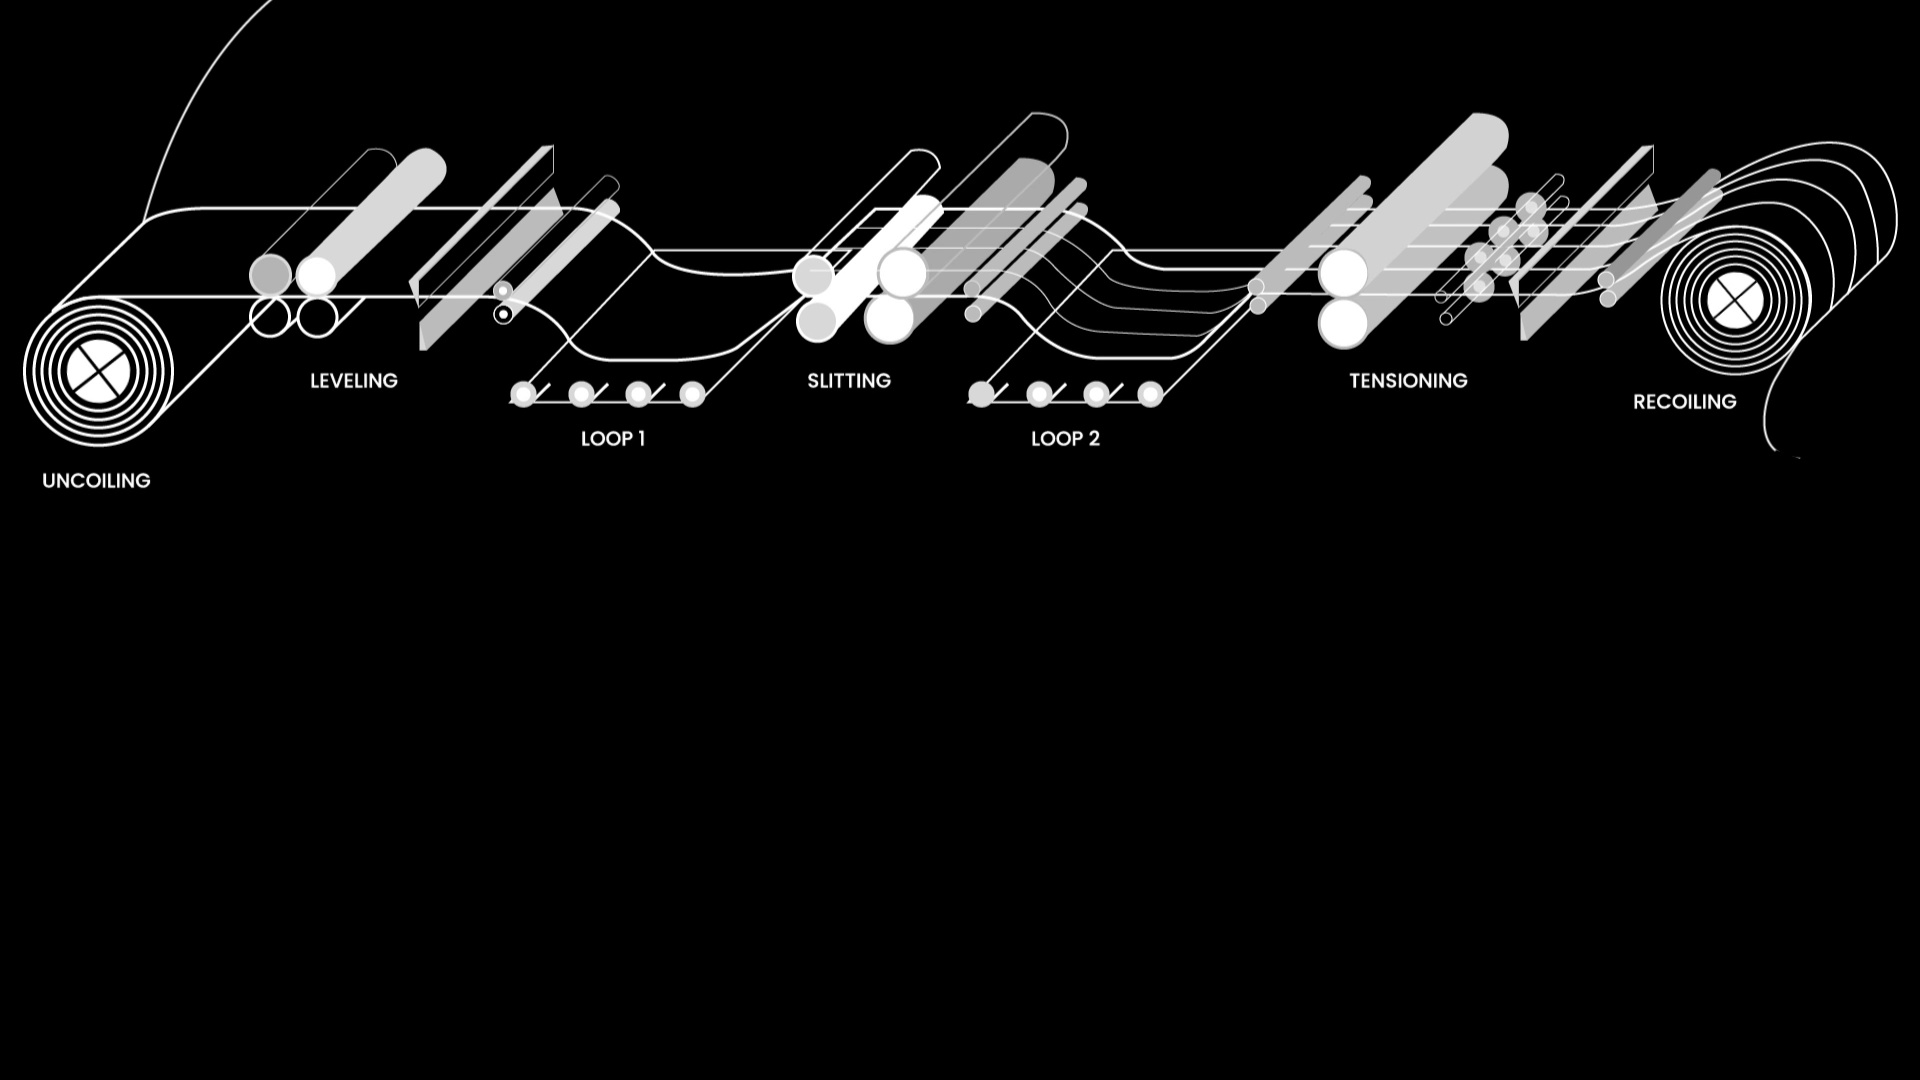 UNCOILING
LEVELING
LOOP 1
SLITTING
LOOP 2
TENSIONING
RECOILING